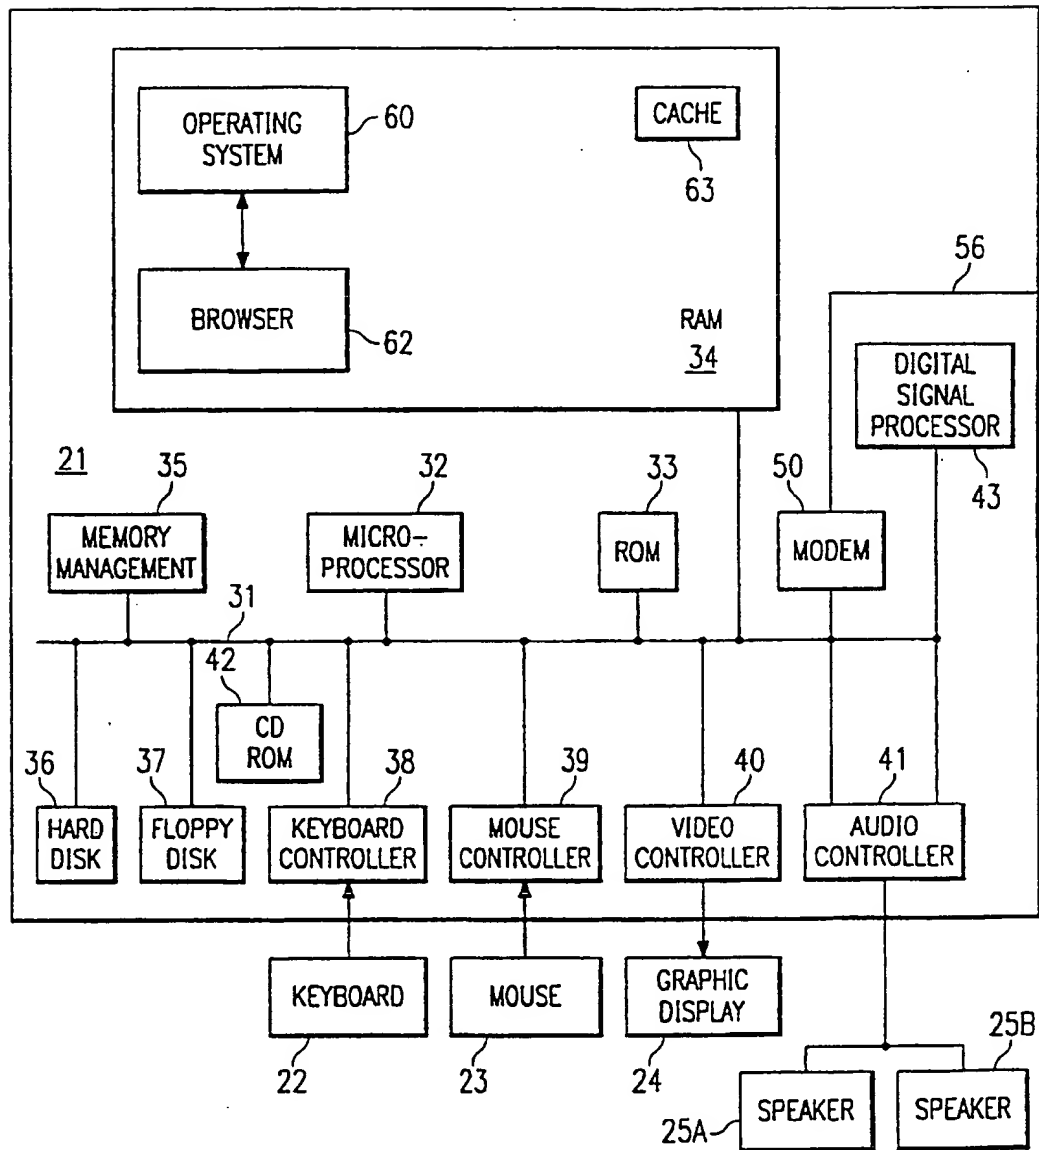 OPERATING
SYSTEM
60
CACHE
63
BROWSER
62
RAM
34
56
DIGITAL
SIGNAL
PROCESSOR
43
21
35
32
33
50
MEMORY
MANAGEMENT
MICRO-
PROCESSOR
ROM
MODEM
31
42
CD
ROM
36
37
38
39
40
41
HARD
DISK
FLOPPY
DISK
KEYBOARD
CONTROLLER
MOUSE
CONTROLLER
VIDEO
CONTROLLER
AUDIO
CONTROLLER
KEYBOARD
MOUSE
GRAPHIC
DISPLAY
22
23
24
25B
SPEAKER
SPEAKER
25A